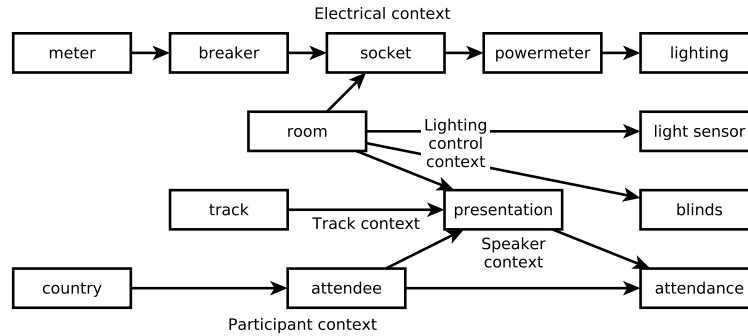 Electrical context
meter
breaker
socket
powermeter
lighting
room
Lighting
control
context
light sensor
track
Track context
presentation
blinds
Speaker
context
country
attendee
attendance
Participant context